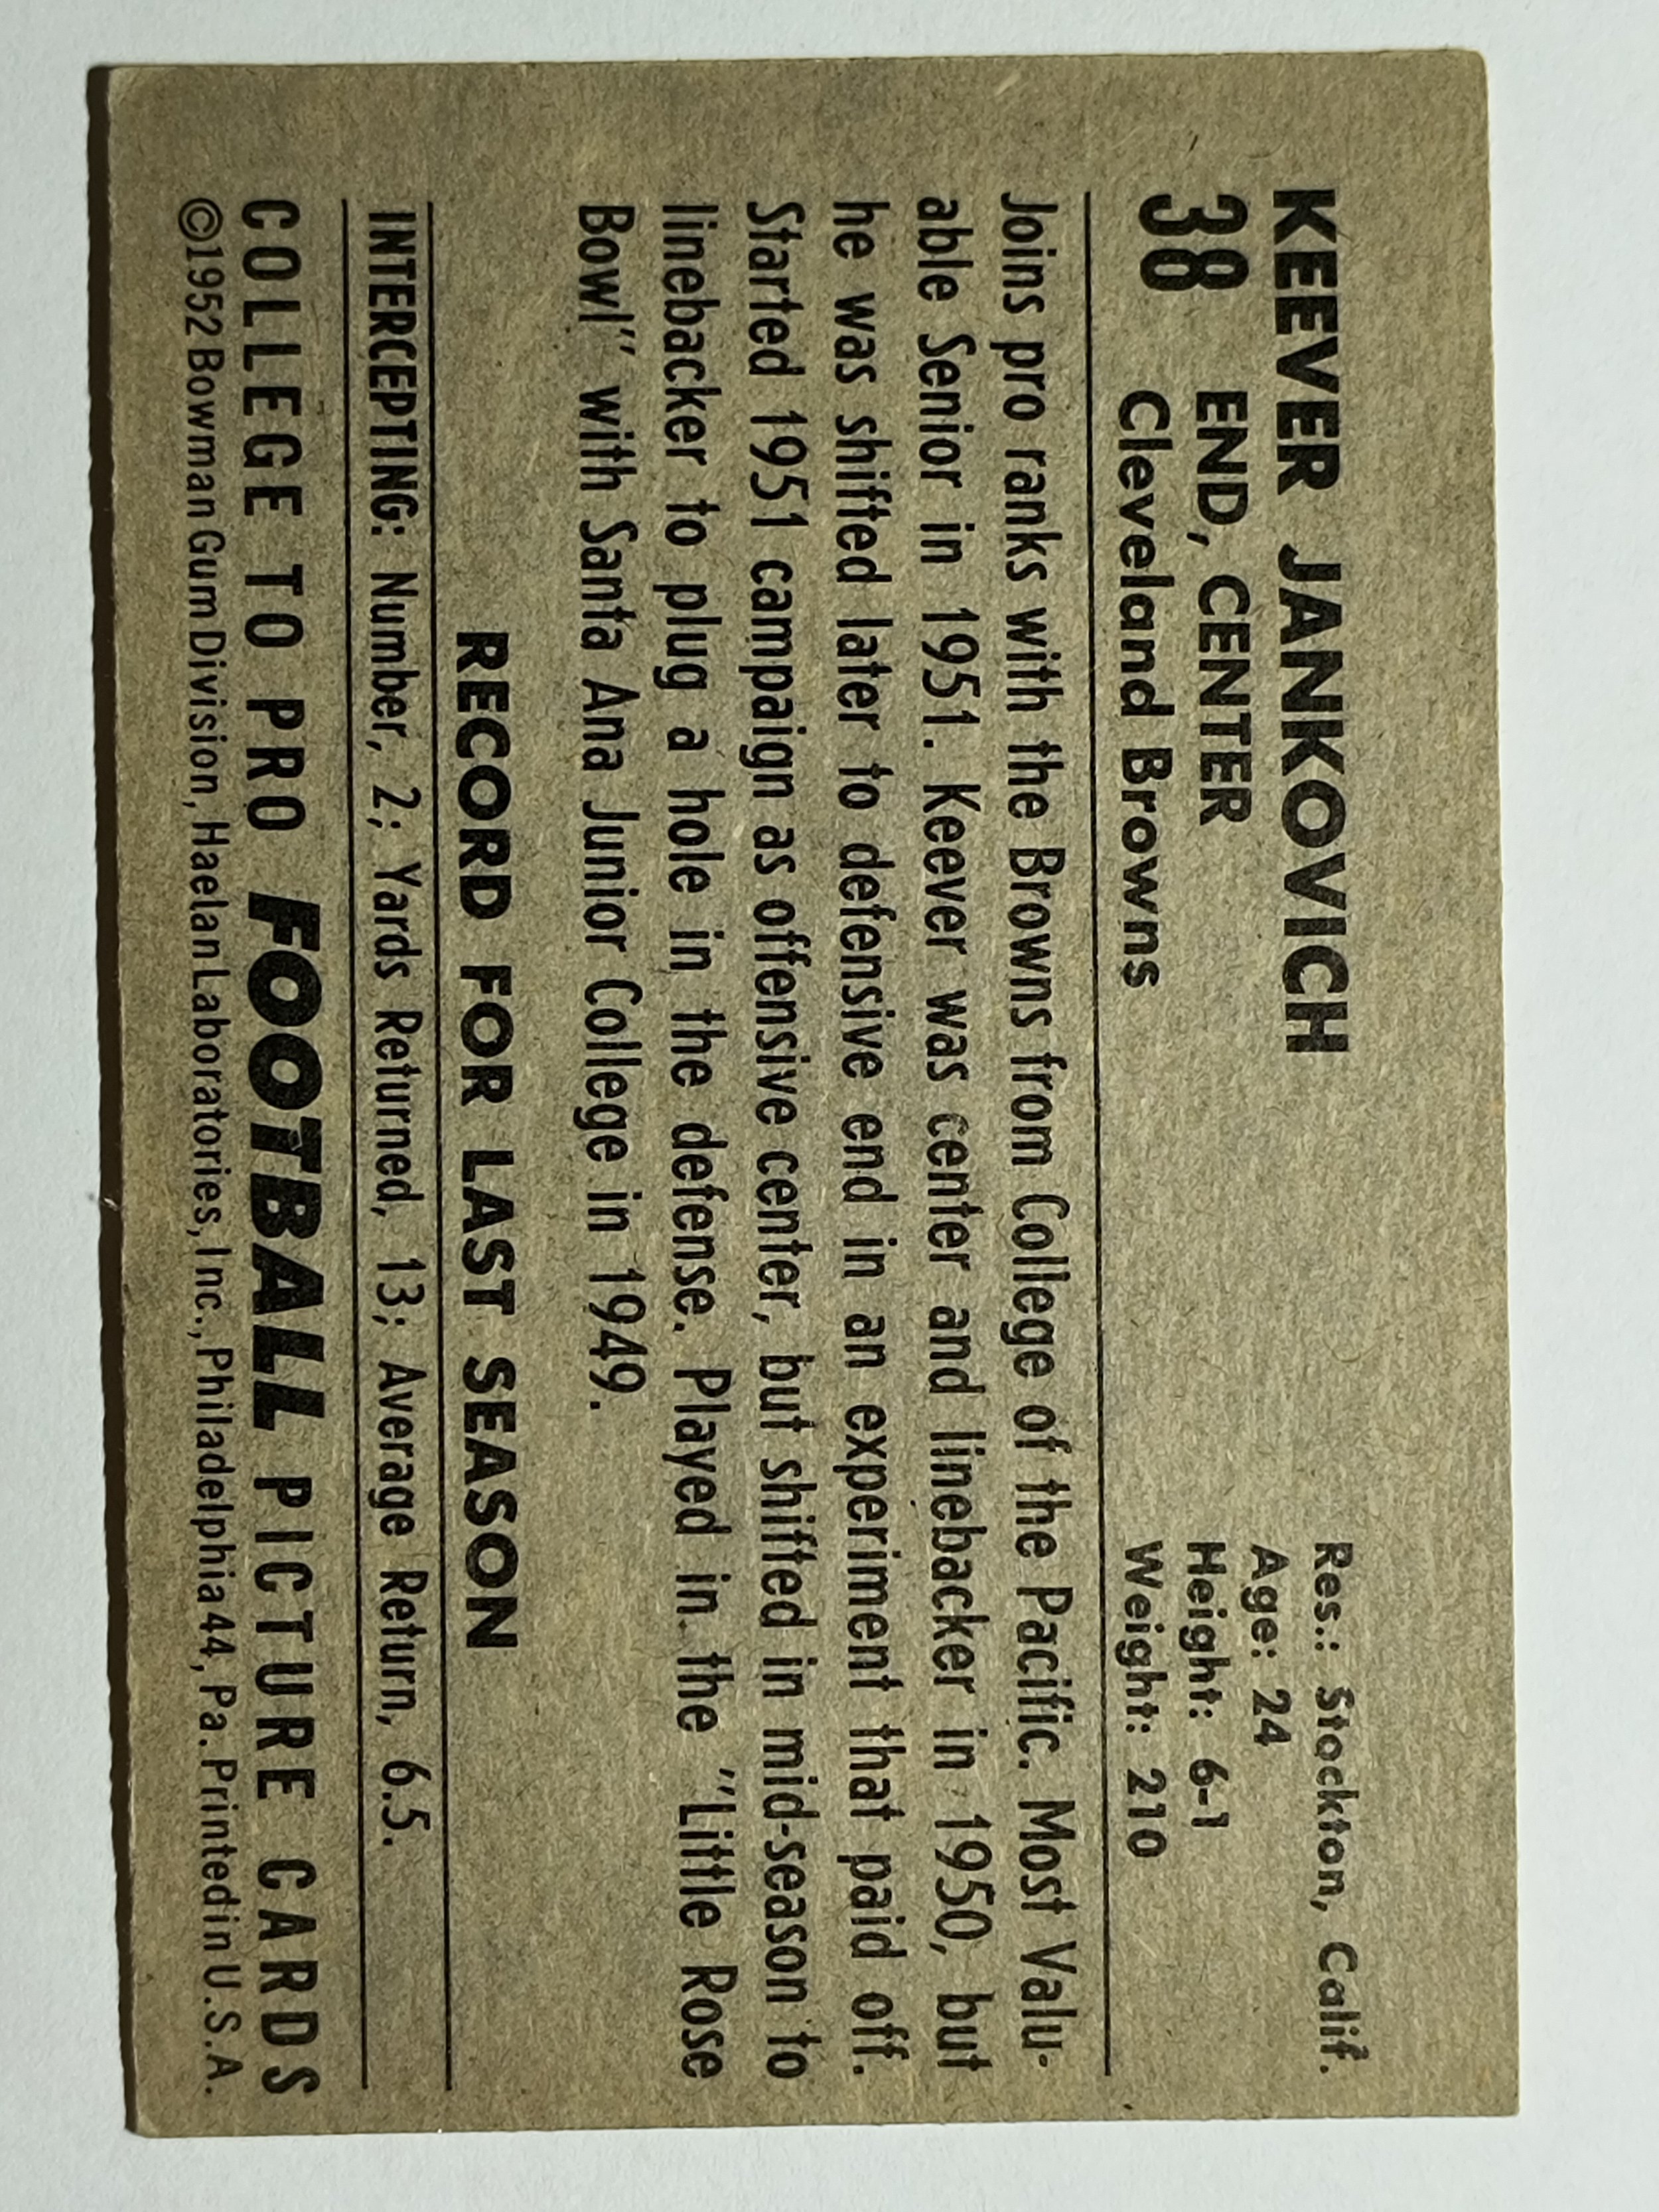 KEEVER JANKOVICH
38 END, CENTER
Cleveland Browns
Res.: Stockton, Calif.
Age: 24
Height: 6-1
Weight: 210
Joins pro ranks with the Browns from College of the Pacific. Most Valu-
able Senior in 1951. Keever was center and linebacker in 1950, but
he was shifted later to defensive end in an experiment that paid off.
Started 1951 campaign as offensive center, but shifted in mid-season to
linebacker to plug a hole in the defense. Played in the "Little Rose
Bowl" with Santa Ana Junior College in 1949.
RECORD FOR LAST SEASON
INTERCEPTING: Number, 2; Yards Returned, 13; Average Return, 6.5.
COLLEGE TO PRO FOOTBALL PICTURE CARDS
©1952 Bowman Gum Division, Haelan Laboratories, Inc., Philadelphia 44, Pa. Printed in U.S.A.